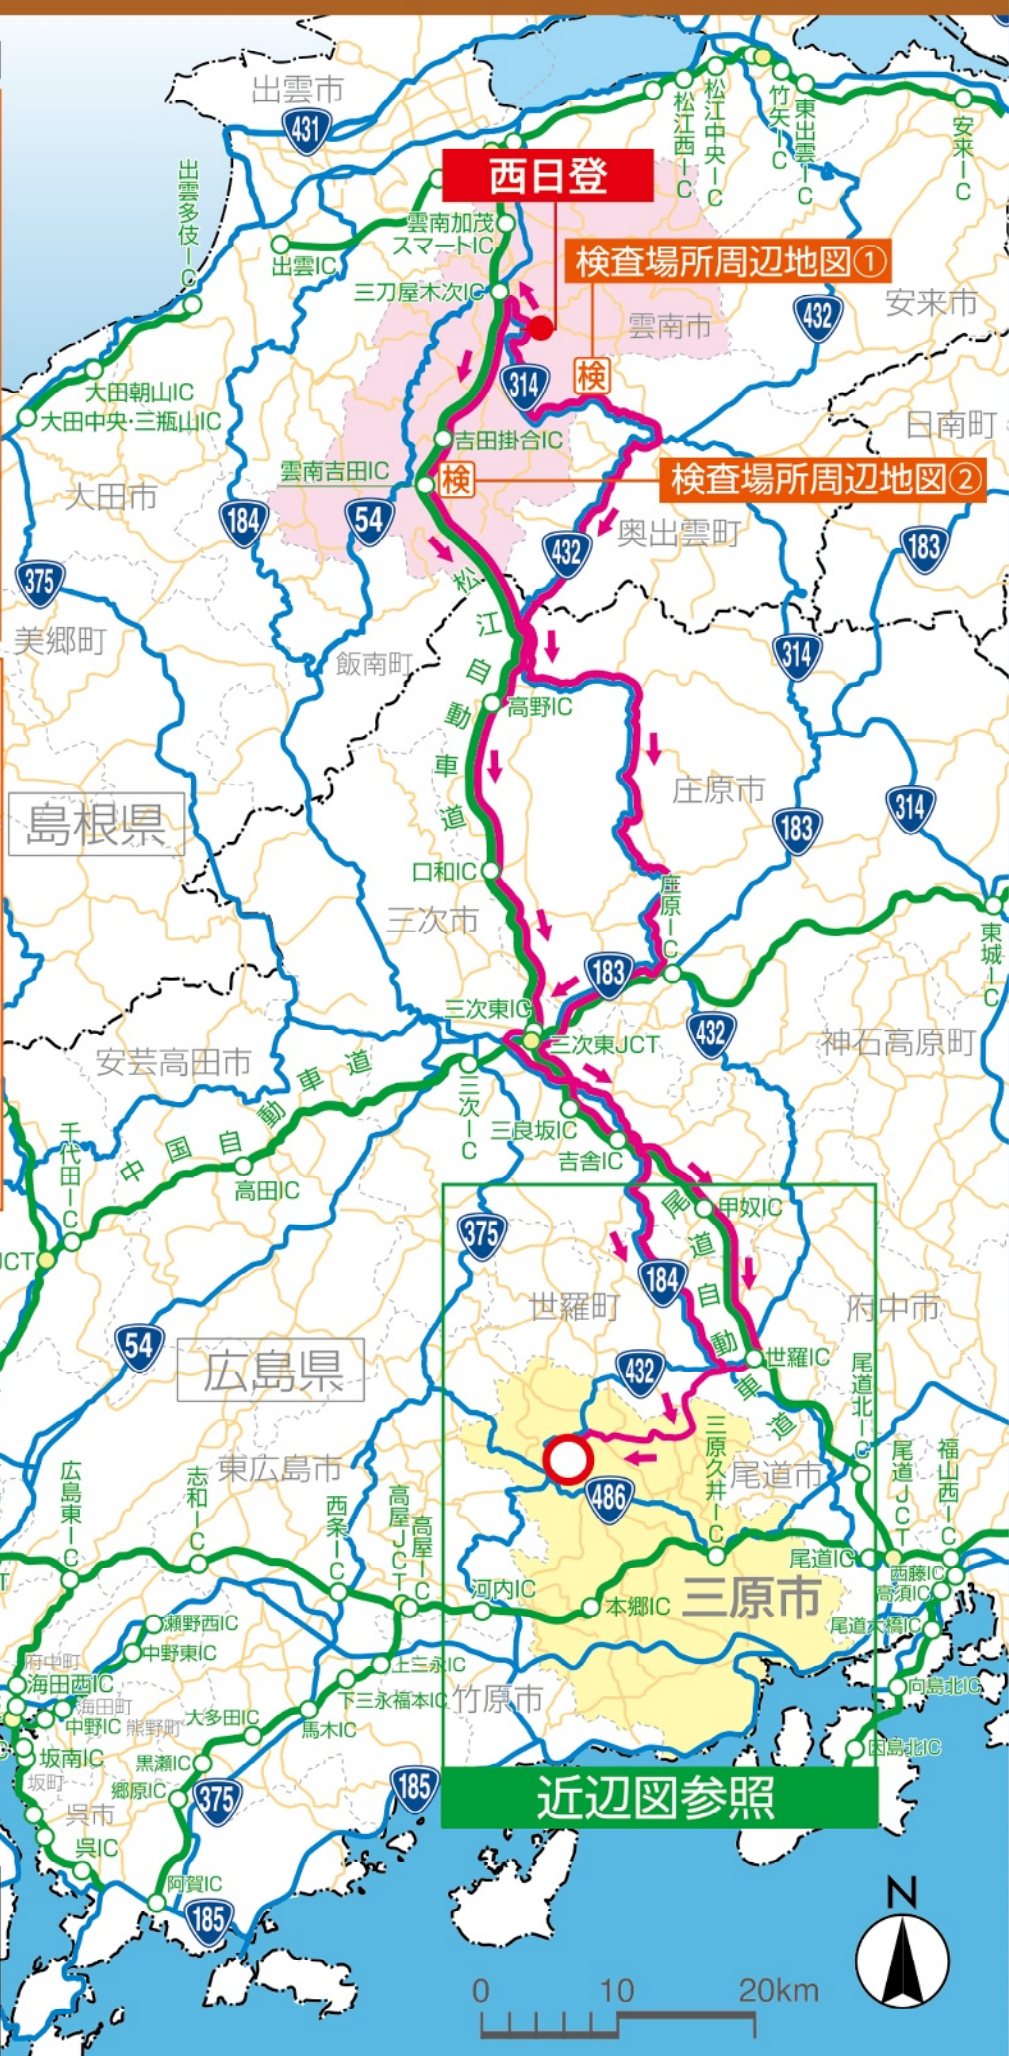 出雲市
431
松江西IC
松江中央IC
竹矢IC
東出雲IC
安来IC
出雲多伎IC
西日登
雲南加茂
スマートIC
出雲IC
検査場所周辺地図①
三刀屋木次IC
雲南市
432
安来市
314
検
大田朝山IC
大田中央・三瓶山IC
日南町
吉田掛合IC
雲南吉田IC
検
検査場所周辺地図②
大田市
184
54
奥出雲町
432
183
375
松江自動車道
美郷町
飯南町
314
高野IC
庄原市
島根県
183
314
口和IC
庄原IC
三次市
東城IC
183
三次東IC
三次東JCT
432
神石高原町
安芸高田市
中国自動車道
三次IC
三良坂IC
吉舎IC
千代田IC
高田IC
JCT
尾道自動車道
甲奴IC
375
184
世羅町
府中市
54
広島県
432
世羅IC
尾道北IC
三原久井IC
尾道市
尾道JCT
福山西IC
東広島市
486
広島東IC
志和IC
西条IC
高屋JCT
高屋IC
河内IC
本郷IC
三原市
尾道IC
西藤IC
高須IC
尾道大橋IC
瀬野西IC
中野東IC
府中町
海田西IC
海田町
中野IC
熊野町
上三永IC
下三永福本IC
竹原市
向島北IC
大多田IC
馬木IC
因島北IC
坂南IC
坂町
黒瀬IC
郷原IC
375
185
近辺図参照
呉市
呉IC
阿賀IC
185
N
0 10 20km